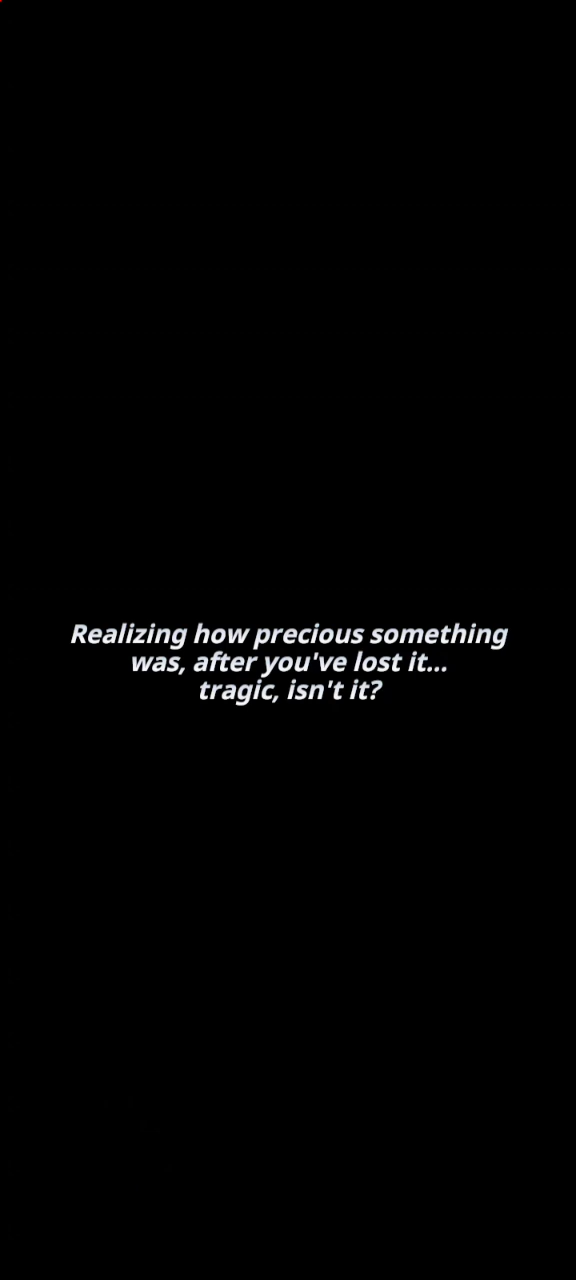 Realizing how precious something
was, after you've lost it...
tragic, isn't it?